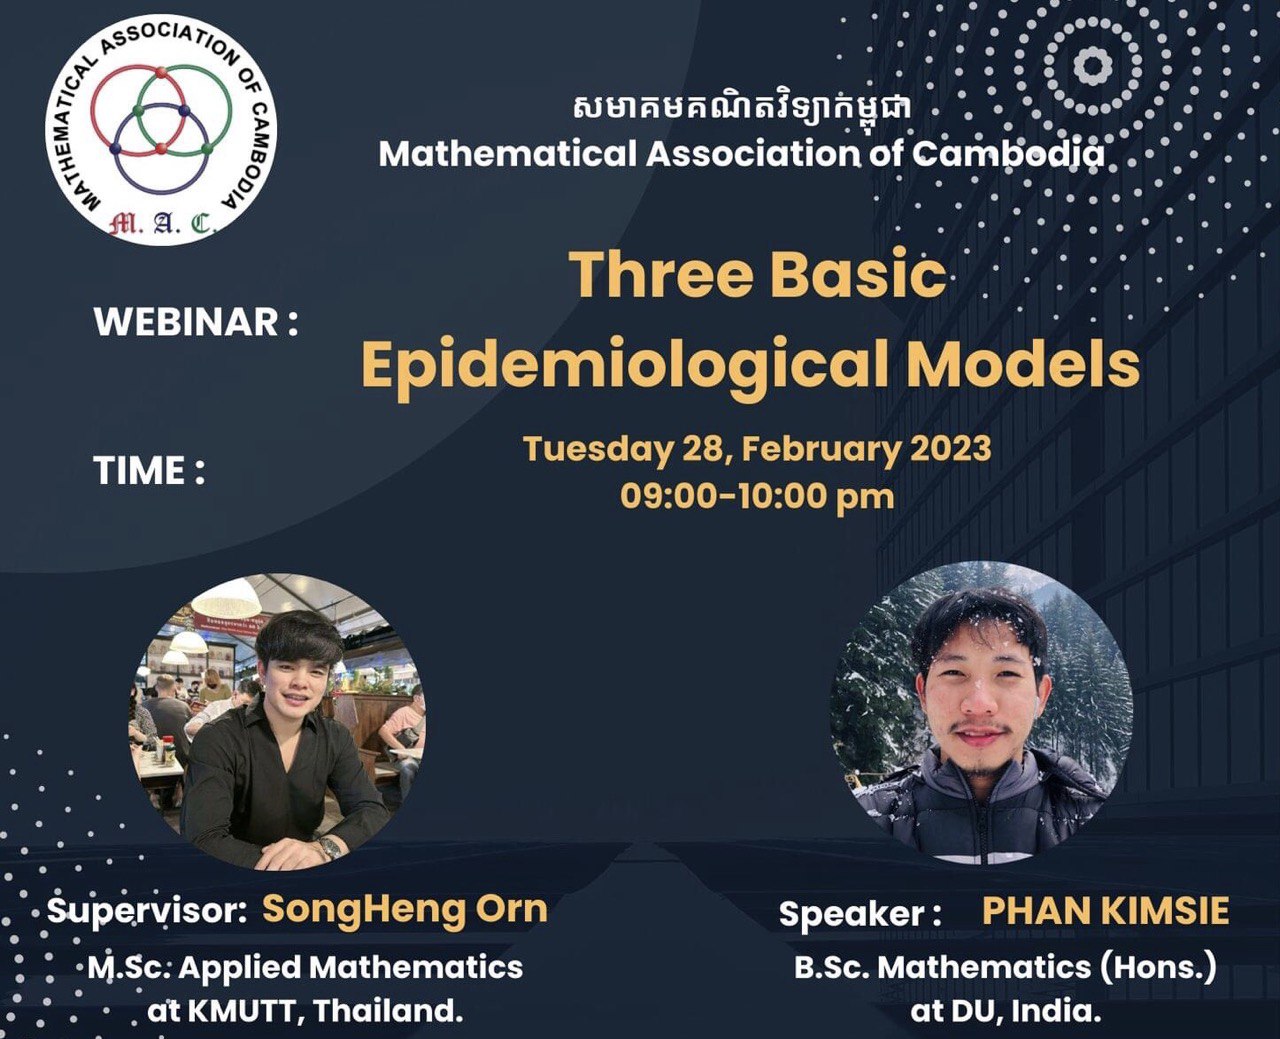 MATHEMATICAL ASSOCIATION OF CAMBODIA
M. A. C.
សមាគមគណិតវិទ្យាកម្ពុជា
Mathematical Association of Cambodia
WEBINAR :
Three Basic
Epidemiological Models
TIME :
Tuesday 28, February 2023
09:00-10:00 pm
Supervisor: SongHeng Orn
M.Sc. Applied Mathematics
at KMUTT, Thailand.
Speaker : PHAN KIMSIE
B.Sc. Mathematics (Hons.)
at DU, India.